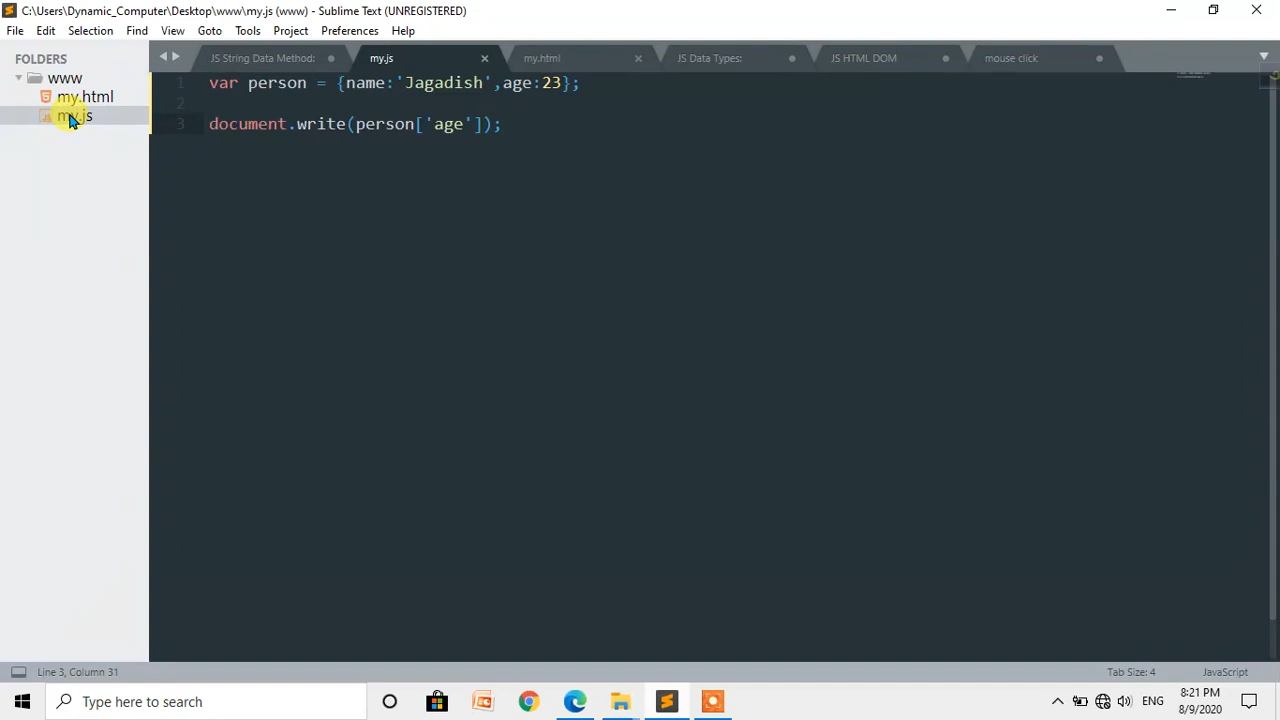 C:\Users\Dynamic_Computer\Desktop\www\my.js (www) - Sublime Text (UNREGISTERED)
File Edit Selection Find View Goto Tools Project Preferences Help
FOLDERS
www
my.html
my.js
JS String Data Method: my.js my.html JS Data Types: JS HTML DOM mouse click
1 var person = {name:'Jagadish',age:23};
2
3 document.write(person['age']);
Line 3, Column 31 Tab Size: 4 JavaScript
Type here to search
ENG
8:21 PM
8/9/2020